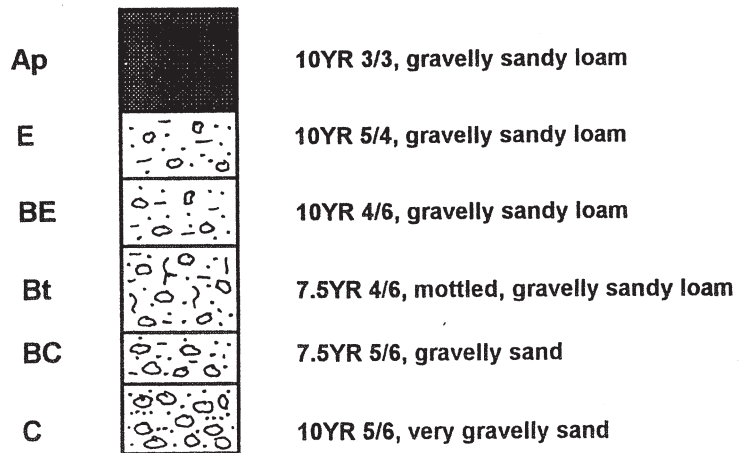 Ap 10YR 3/3, gravelly sandy loam
E 10YR 5/4, gravelly sandy loam
BE 10YR 4/6, gravelly sandy loam
Bt 7.5YR 4/6, mottled, gravelly sandy loam
BC 7.5YR 5/6, gravelly sand
C 10YR 5/6, very gravelly sand